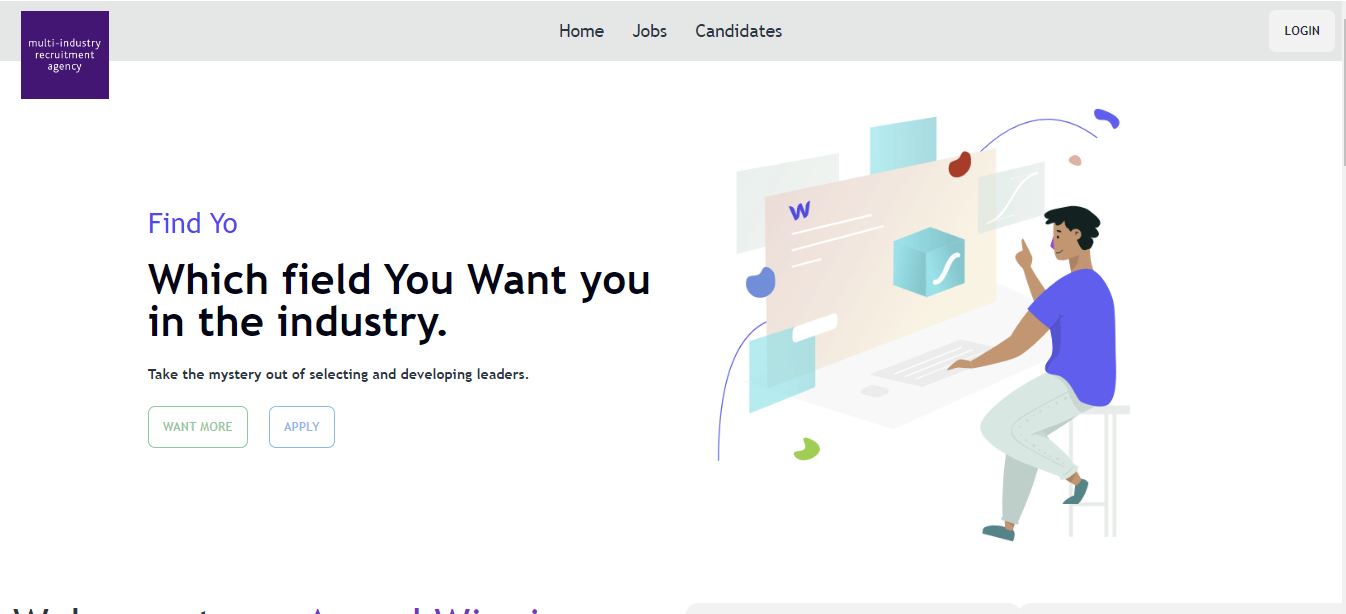 multi-industry
recruitment
agency
Home Jobs Candidates
LOGIN
Find Yo
Which field You Want you
in the industry.
Take the mystery out of selecting and developing leaders.
WANT MORE APPLY
W